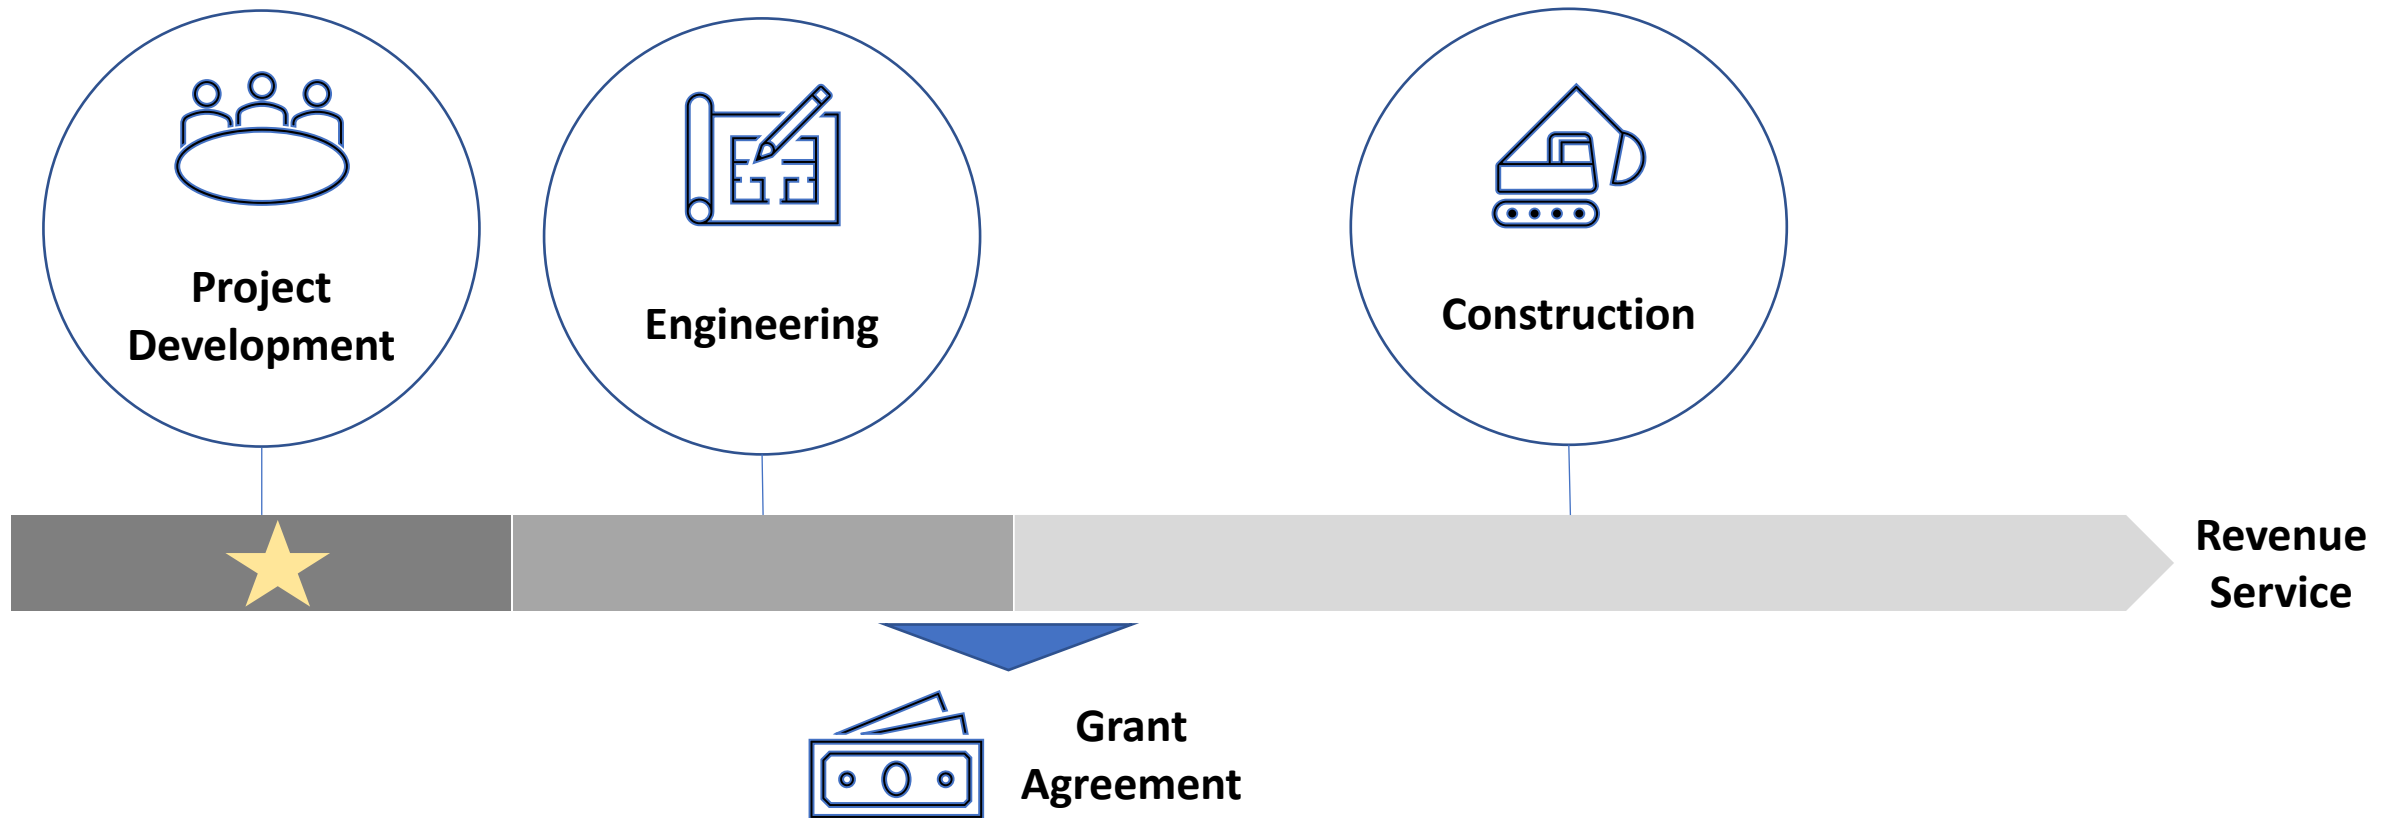 Project
Development
Engineering
Construction
Revenue
Service
Grant
Agreement